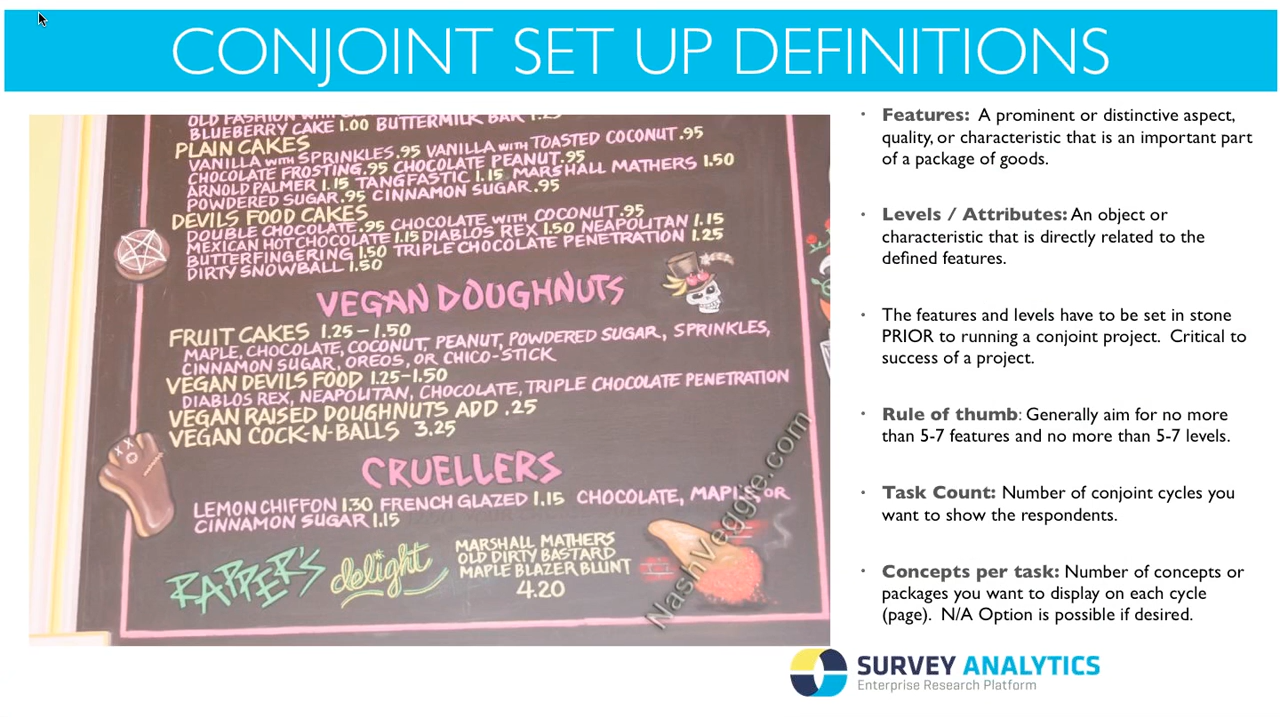 CONJOINT SET UP DEFINITIONS
OLD FASHION WITH
BLUEBERRY CAKE 1.00 BUTTERMILK BAR 1.25
PLAIN CAKES
VANILLA WITH SPRINKLES .95 VANILLA WITH TOASTED COCONUT .95
CHOCOLATE FROSTING .95 CHOCOLATE PEANUT .95
ARNOLD PALMER 1.15 TANGFASTIC 1.15 MARSHALL MATHERS 1.50
POWDERED SUGAR .95 CINNAMON SUGAR .95
DEVILS FOOD CAKES
DOUBLE CHOCOLATE .95 CHOCOLATE WITH COCONUT .95
MEXICAN HOT CHOCOLATE 1.15 DIABLOS REX 1.50 NEAPOLITAN 1.15
BUTTERFINGERING 1.50 TRIPLE CHOCOLATE PENETRATION 1.25
DIRTY SNOWBALL 1.50
VEGAN DOUGHNUTS
FRUIT CAKES 1.25 – 1.50
MAPLE, CHOCOLATE, COCONUT, PEANUT, POWDERED SUGAR, SPRINKLES,
CINNAMON SUGAR, OREOS, OR CHICO-STICK
VEGAN DEVILS FOOD 1.25–1.50
DIABLOS REX, NEAPOLITAN, CHOCOLATE, TRIPLE CHOCOLATE PENETRATION
VEGAN RAISED DOUGHNUTS ADD .25
VEGAN COCK-N-BALLS 3.25
CRUELLERS
LEMON CHIFFON 1.30 FRENCH GLAZED 1.15 CHOCOLATE, MAPLE OR
CINNAMON SUGAR 1.15
RAPPER'S delight
MARSHALL MATHERS
OLD DIRTY BASTARD
MAPLE BLAZER BLUNT
4.20
NashVeggie.com
• Features: A prominent or distinctive aspect,
quality, or characteristic that is an important part
of a package of goods.
• Levels / Attributes: An object or
characteristic that is directly related to the
defined features.
• The features and levels have to be set in stone
PRIOR to running a conjoint project. Critical to
success of a project.
• Rule of thumb: Generally aim for no more
than 5-7 features and no more than 5-7 levels.
• Task Count: Number of conjoint cycles you
want to show the respondents.
• Concepts per task: Number of concepts or
packages you want to display on each cycle
(page). N/A Option is possible if desired.
SURVEY ANALYTICS
Enterprise Research Platform